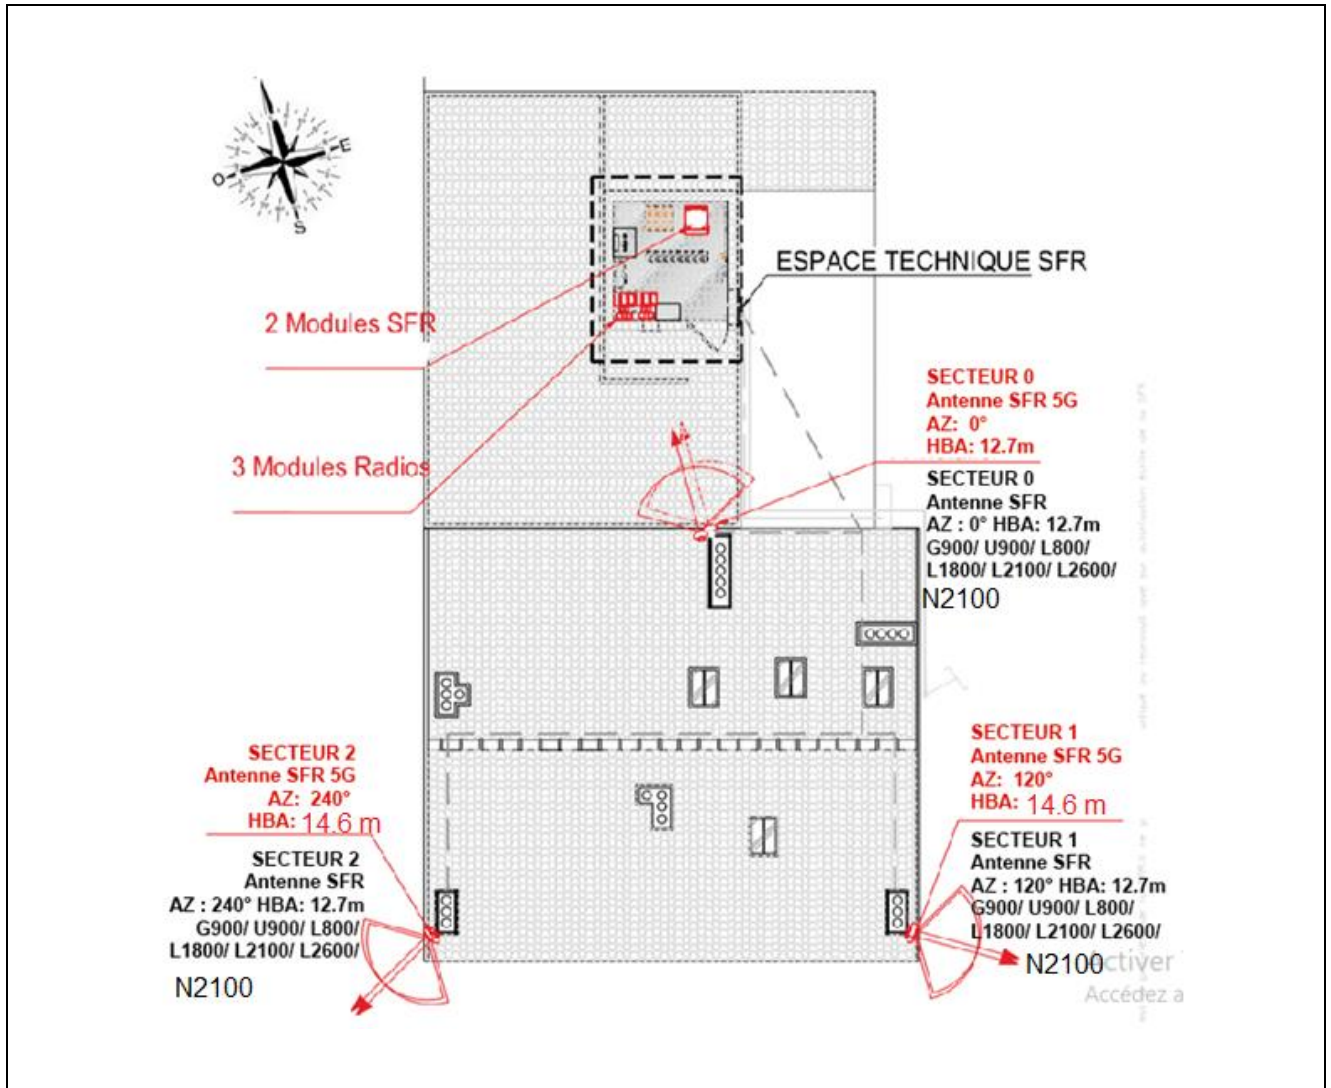 E
O
S
ESPACE TECHNIQUE SFR
2 Modules SFR
3 Modules Radios
SECTEUR 0
Antenne SFR 5G
AZ: 0°
HBA: 12.7m
SECTEUR 0
Antenne SFR
AZ : 0° HBA: 12.7m
G900/ U900/ L800/
L1800/ L2100/ L2600/
N2100
SECTEUR 2
Antenne SFR 5G
AZ: 240°
HBA: 14.6 m
SECTEUR 2
Antenne SFR
AZ : 240° HBA: 12.7m
G900/ U900/ L800/
L1800/ L2100/ L2600/
N2100
SECTEUR 1
Antenne SFR 5G
AZ: 120°
HBA: 14.6 m
SECTEUR 1
Antenne SFR
AZ : 120° HBA: 12.7m
G900/ U900/ L800/
L1800/ L2100/ L2600/
N2100
Activer
Accédez a